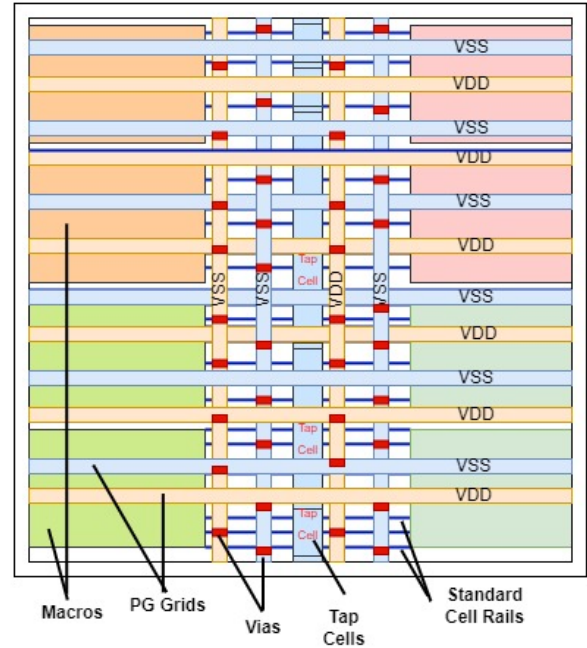 VSS
VDD
VSS
VDD
VSS
VDD
Tap
Cell
VSS
VSS
VDD
VSS
VSS
VDD
VSS
VDD
Tap
Cell
VSS
VDD
Tap
Cell
Macros
PG Grids
Vias
Tap
Cells
Standard
Cell Rails